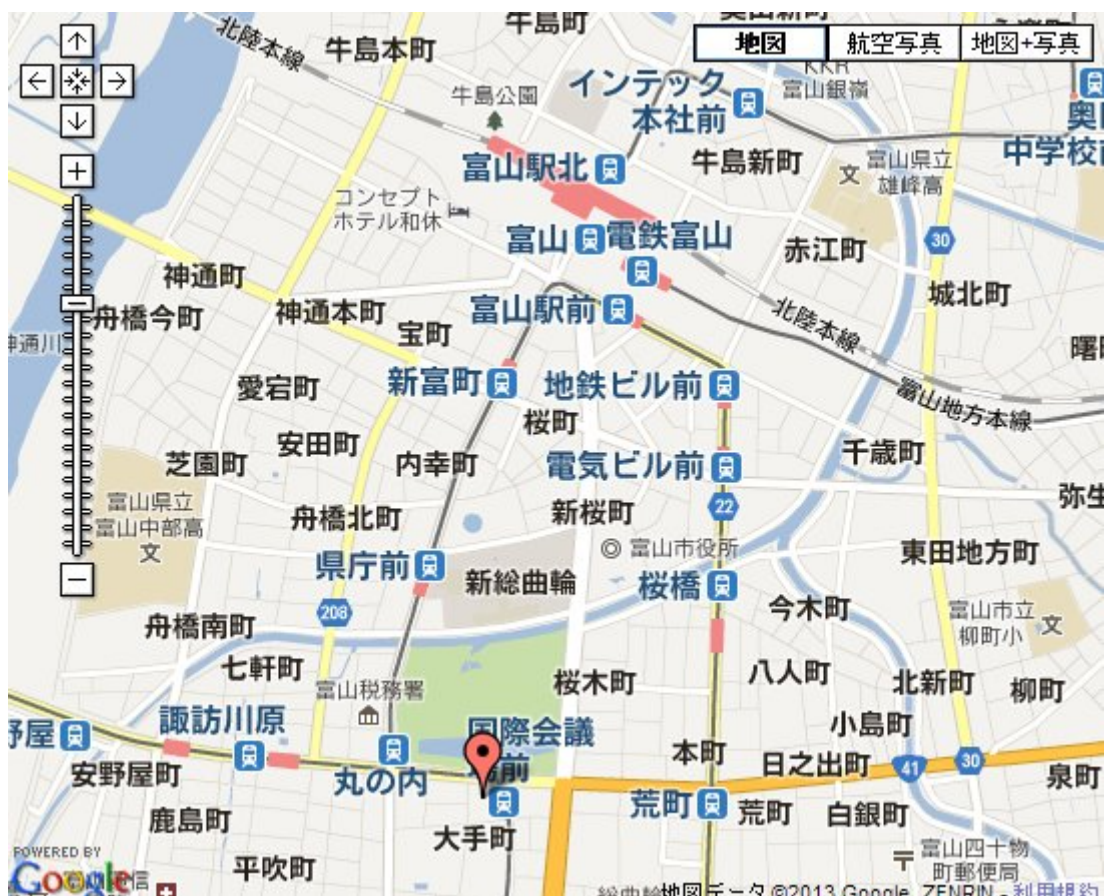 牛島町
北陸本線
牛島本町
地図
航空写真
地図+写真
KKR
富山銀嶺
インテック
本社前
牛島公園
牛島新町
富山県立
雄峰高
富山駅北
コンセプト
ホテル和休
富山
電鉄富山
赤江町
30
神通町
城北町
神通本町
富山駅前
北陸本線
舟橋今町
宝町
神通川
愛宕町
新富町
地鉄ビル前
富山地方本線
桜町
安田町
千歳町
芝園町
内幸町
電気ビル前
弥生
富山県立
富山中部高
舟橋北町
新桜町
22
富山市役所
東田地方町
県庁前
新総曲輪
桜橋
208
今木町
富山市立
柳町小
舟橋南町
七軒町
富山税務署
桜木町
八人町
北新町
柳町
諏訪川原
国際会議
場前
小島町
野屋
本町
日之出町
41
30
泉町
安野屋町
丸の内
荒町
荒町
白銀町
鹿島町
大手町
平吹町
富山四十物
町郵便局
POWERED BY
Google
地図データ ©2013 Google, ZENRIN - 利用規約